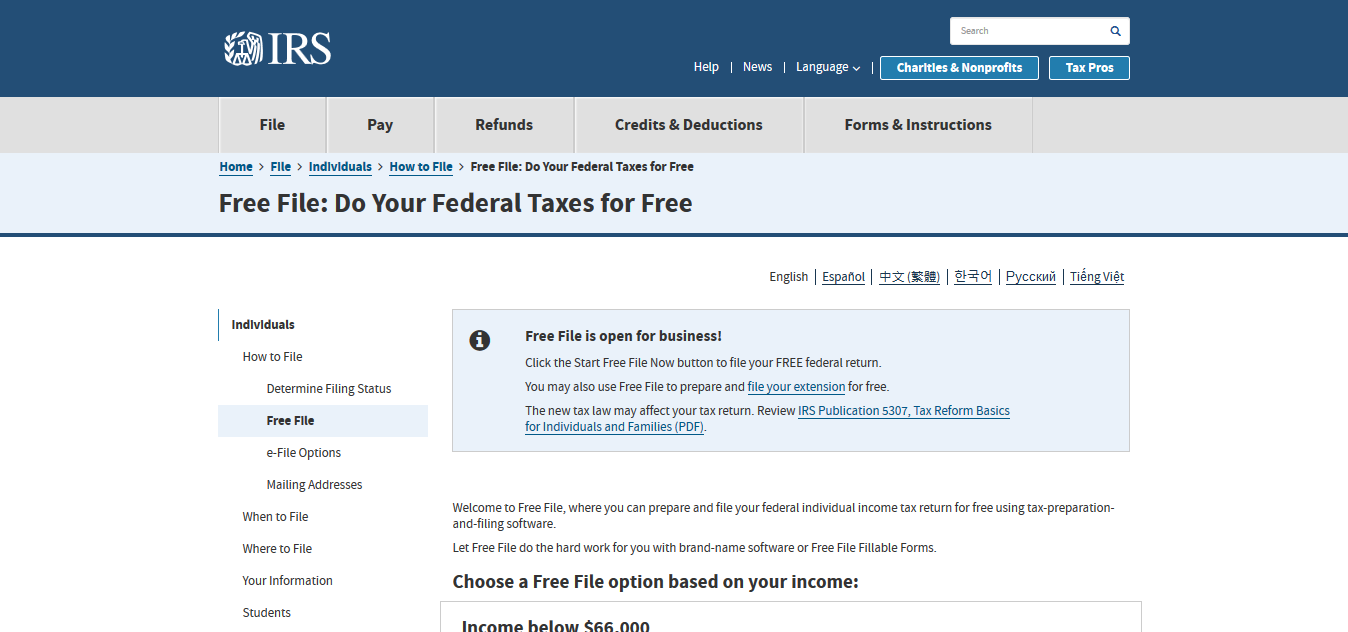 IRS
Search
Help | News | Language | Charities & Nonprofits Tax Pros
File Pay Refunds Credits & Deductions Forms & Instructions
Home > File > Individuals > How to File > Free File: Do Your Federal Taxes for Free
Free File: Do Your Federal Taxes for Free
English | Español | 中文 (繁體) | 한국어 | Русский | Tiếng Việt
Individuals
How to File
Determine Filing Status
Free File
e-File Options
Mailing Addresses
When to File
Where to File
Your Information
Students
Free File is open for business!
Click the Start Free File Now button to file your FREE federal return.
You may also use Free File to prepare and file your extension for free.
The new tax law may affect your tax return. Review IRS Publication 5307, Tax Reform Basics
for Individuals and Families (PDF).
Welcome to Free File, where you can prepare and file your federal individual income tax return for free using tax-preparation-
and-filing software.
Let Free File do the hard work for you with brand-name software or Free File Fillable Forms.
Choose a Free File option based on your income:
Income below $66,000